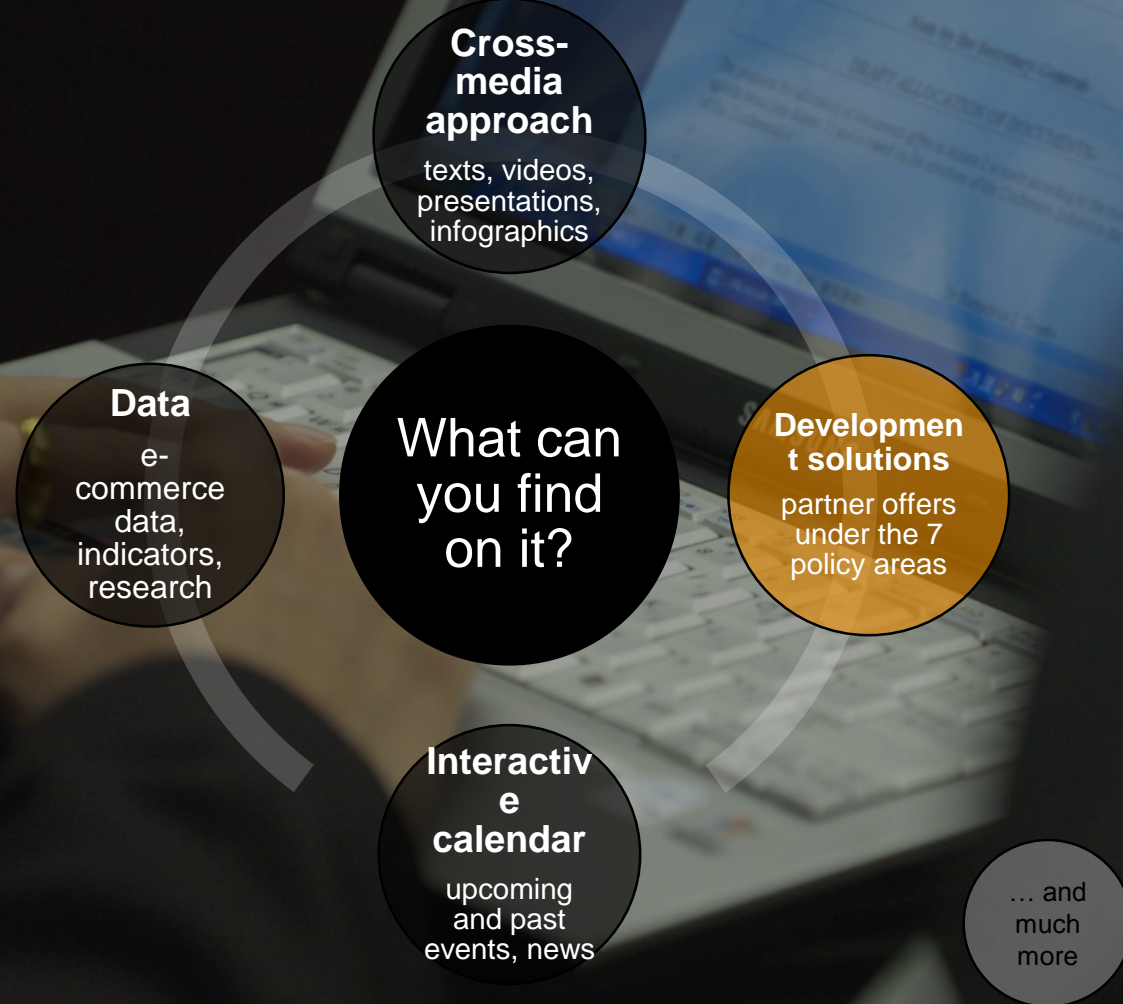 Cross-
media
approach
texts, videos,
presentations,
infographics
Data
e-
commerce
data,
indicators,
research
What can
you find
on it?
Developmen
t solutions
partner offers
under the 7
policy areas
Interactiv
e
calendar
upcoming
and past
events, news
… and
much
more